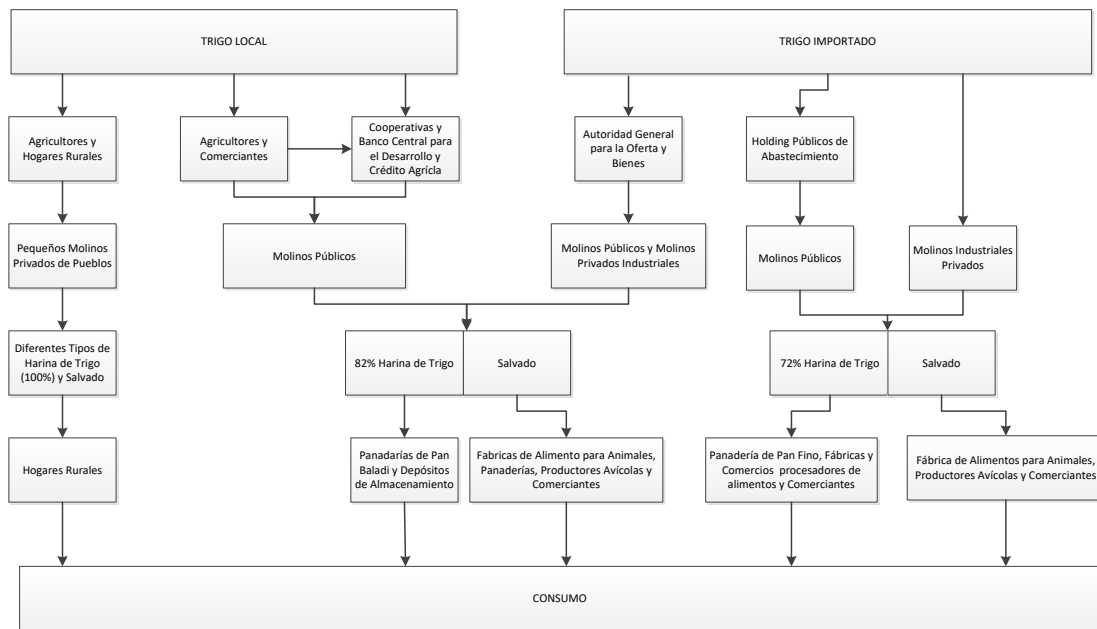 TRIGO LOCAL
TRIGO IMPORTADO
Agricultores y
Hogares Rurales
Agricultores y
Comerciantes
Cooperativas y
Banco Central para
el Desarrollo y
Crédito Agrícla
Autoridad General
para la Oferta y
Bienes
Holding Públicos de
Abastecimiento
Pequeños Molinos
Privados de Pueblos
Molinos Públicos
Molinos Públicos y Molinos
Privados Industriales
Molinos Públicos
Molinos Industriales
Privados
Diferentes Tipos de
Harina de Trigo
(100%) y Salvado
82% Harina de Trigo
Salvado
72% Harina de Trigo
Salvado
Hogares Rurales
Panadarías de Pan
Baladi y Depósitos
de Almacenamiento
Fabricas de Alimento para Animales,
Panaderías, Productores Avícolas y
Comerciantes
Panadería de Pan Fino, Fábricas y
Comercios procesadores de
alimentos y Comerciantes
Fábrica de Alimentos para Animales,
Productores Avícolas y Comerciantes
CONSUMO